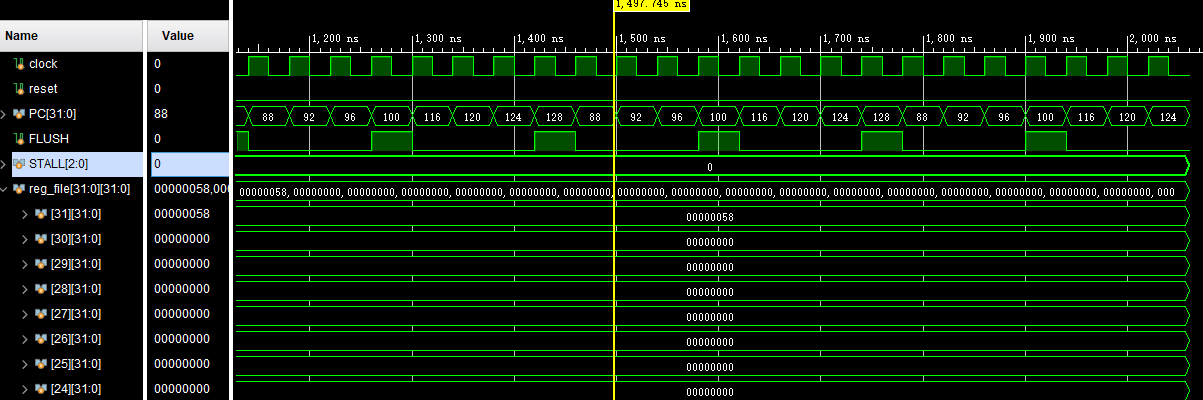 1,497.745 ns
Name Value 1,200 ns 1,300 ns 1,400 ns 1,500 ns 1,600 ns 1,700 ns 1,800 ns 1,900 ns 2,000 ns
clock 0
reset 0
PC[31:0] 88 88 92 96 100 116 120 124 128 88 92 96 100 116 120 124 128 88 92 96 100 116 120 124
FLUSH 0
STALL[2:0] 0 0
reg_file[31:0][31:0] 00000058,00 00000058,00000000,00000000,00000000,00000000,00000000,00000000,00000000,00000000,00000000,00000000,00000000,00000000,00000000,00000000,00000000,00000000,000
[31][31:0] 00000058 00000058
[30][31:0] 00000000 00000000
[29][31:0] 00000000 00000000
[28][31:0] 00000000 00000000
[27][31:0] 00000000 00000000
[26][31:0] 00000000 00000000
[25][31:0] 00000000 00000000
[24][31:0] 00000000 00000000